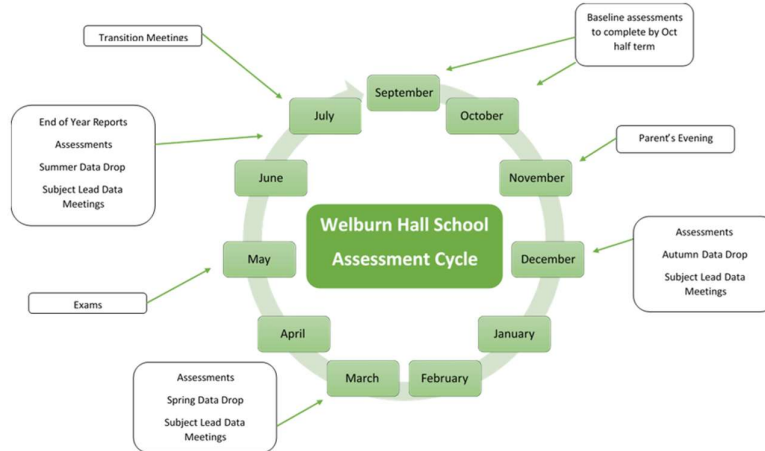 Transition Meetings
Baseline assessments
to complete by Oct
half term
September
July
October
End of Year Reports
Assessments
Summer Data Drop
Subject Lead Data
Meetings
Parent's Evening
June
November
Welburn Hall School
Assessment Cycle
May
December
Assessments
Autumn Data Drop
Subject Lead Data
Meetings
Exams
April
January
March
February
Assessments
Spring Data Drop
Subject Lead Data
Meetings